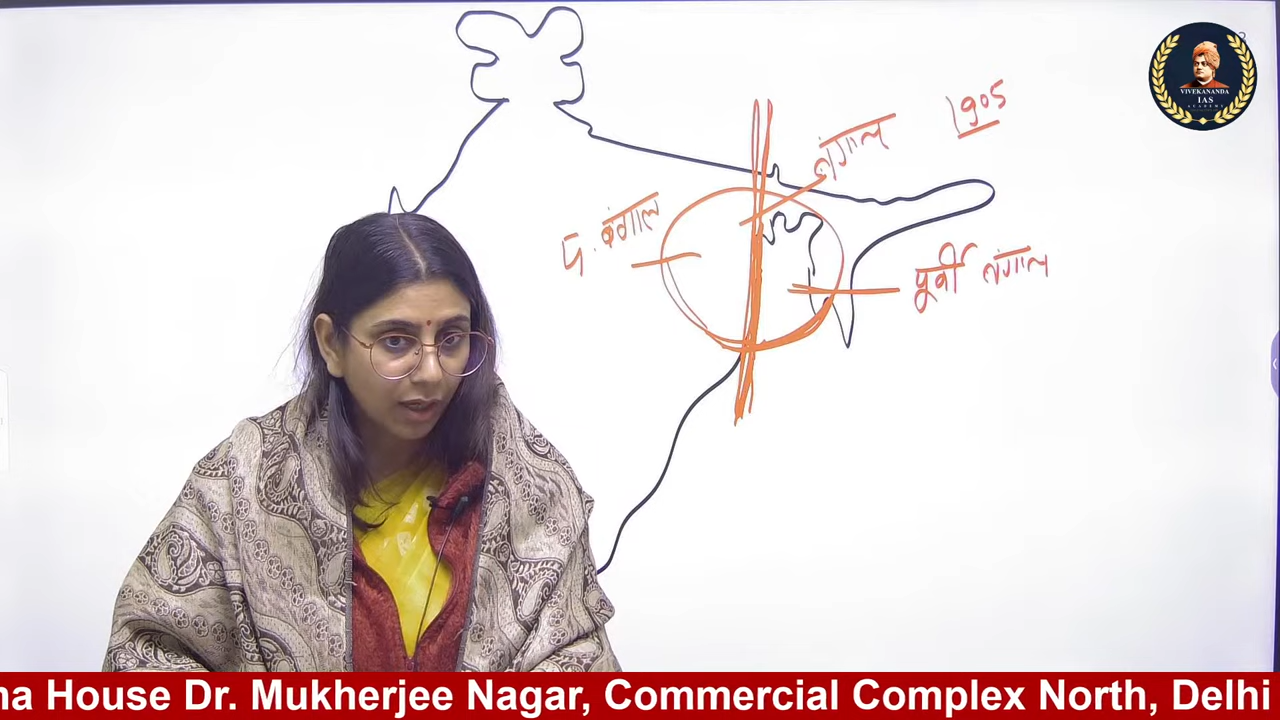 1905
बंगाल
प. बंगाल
पूर्वी बंगाल
VIVEKANANDA
IAS
ACADEMY
na House Dr. Mukherjee Nagar, Commercial Complex North, Delhi